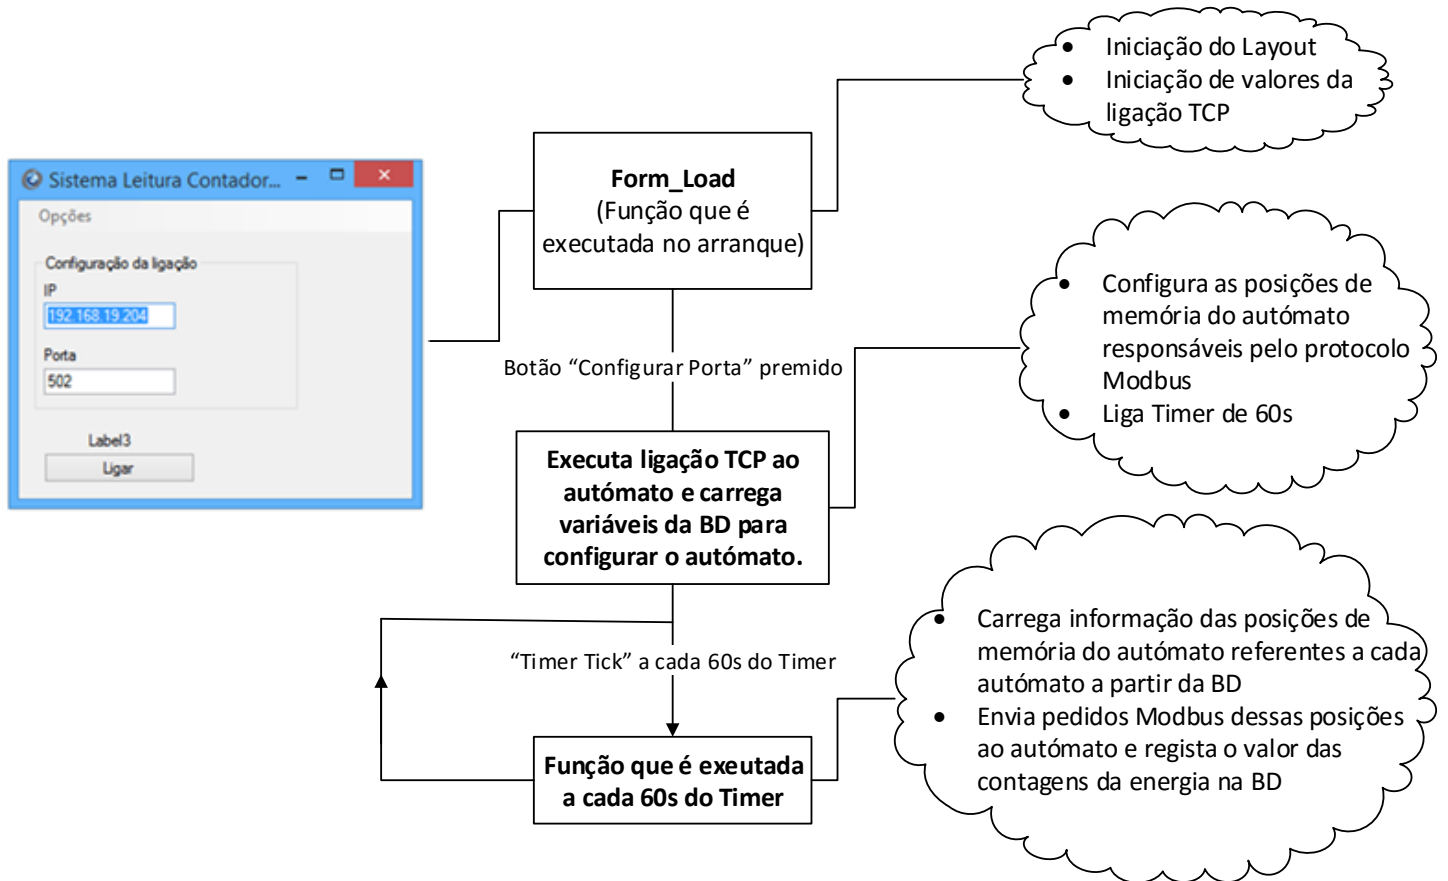 Sistema Leitura Contador...
Opções
Configuração da ligação
IP
192.168.19.204
Porta
502
Label3
Ligar
Form_Load
(Função que é
executada no arranque)
• Iniciação do Layout
• Iniciação de valores da
ligação TCP
Botão “Configurar Porta” premido
Executa ligação TCP ao
autómato e carrega
variáveis da BD para
configurar o autómato.
• Configura as posições de
memória do autómato
responsáveis pelo protocolo
Modbus
• Liga Timer de 60s
“Timer Tick” a cada 60s do Timer
Função que é exeutada
a cada 60s do Timer
• Carrega informação das posições de
memória do autómato referentes a cada
autómato a partir da BD
• Envia pedidos Modbus dessas posições
ao autómato e regista o valor das
contagens da energia na BD